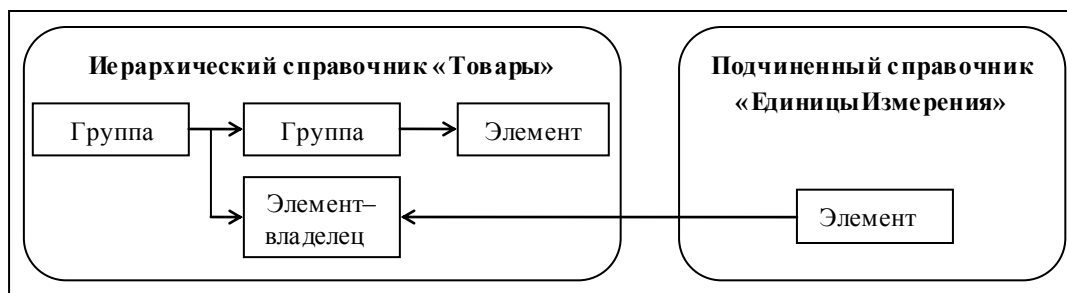 Иерархический справочник «Товары»
Группа
Группа
Элемент
Элемент–
владелец
Подчиненный справочник
«ЕдиницыИзмерения»
Элемент